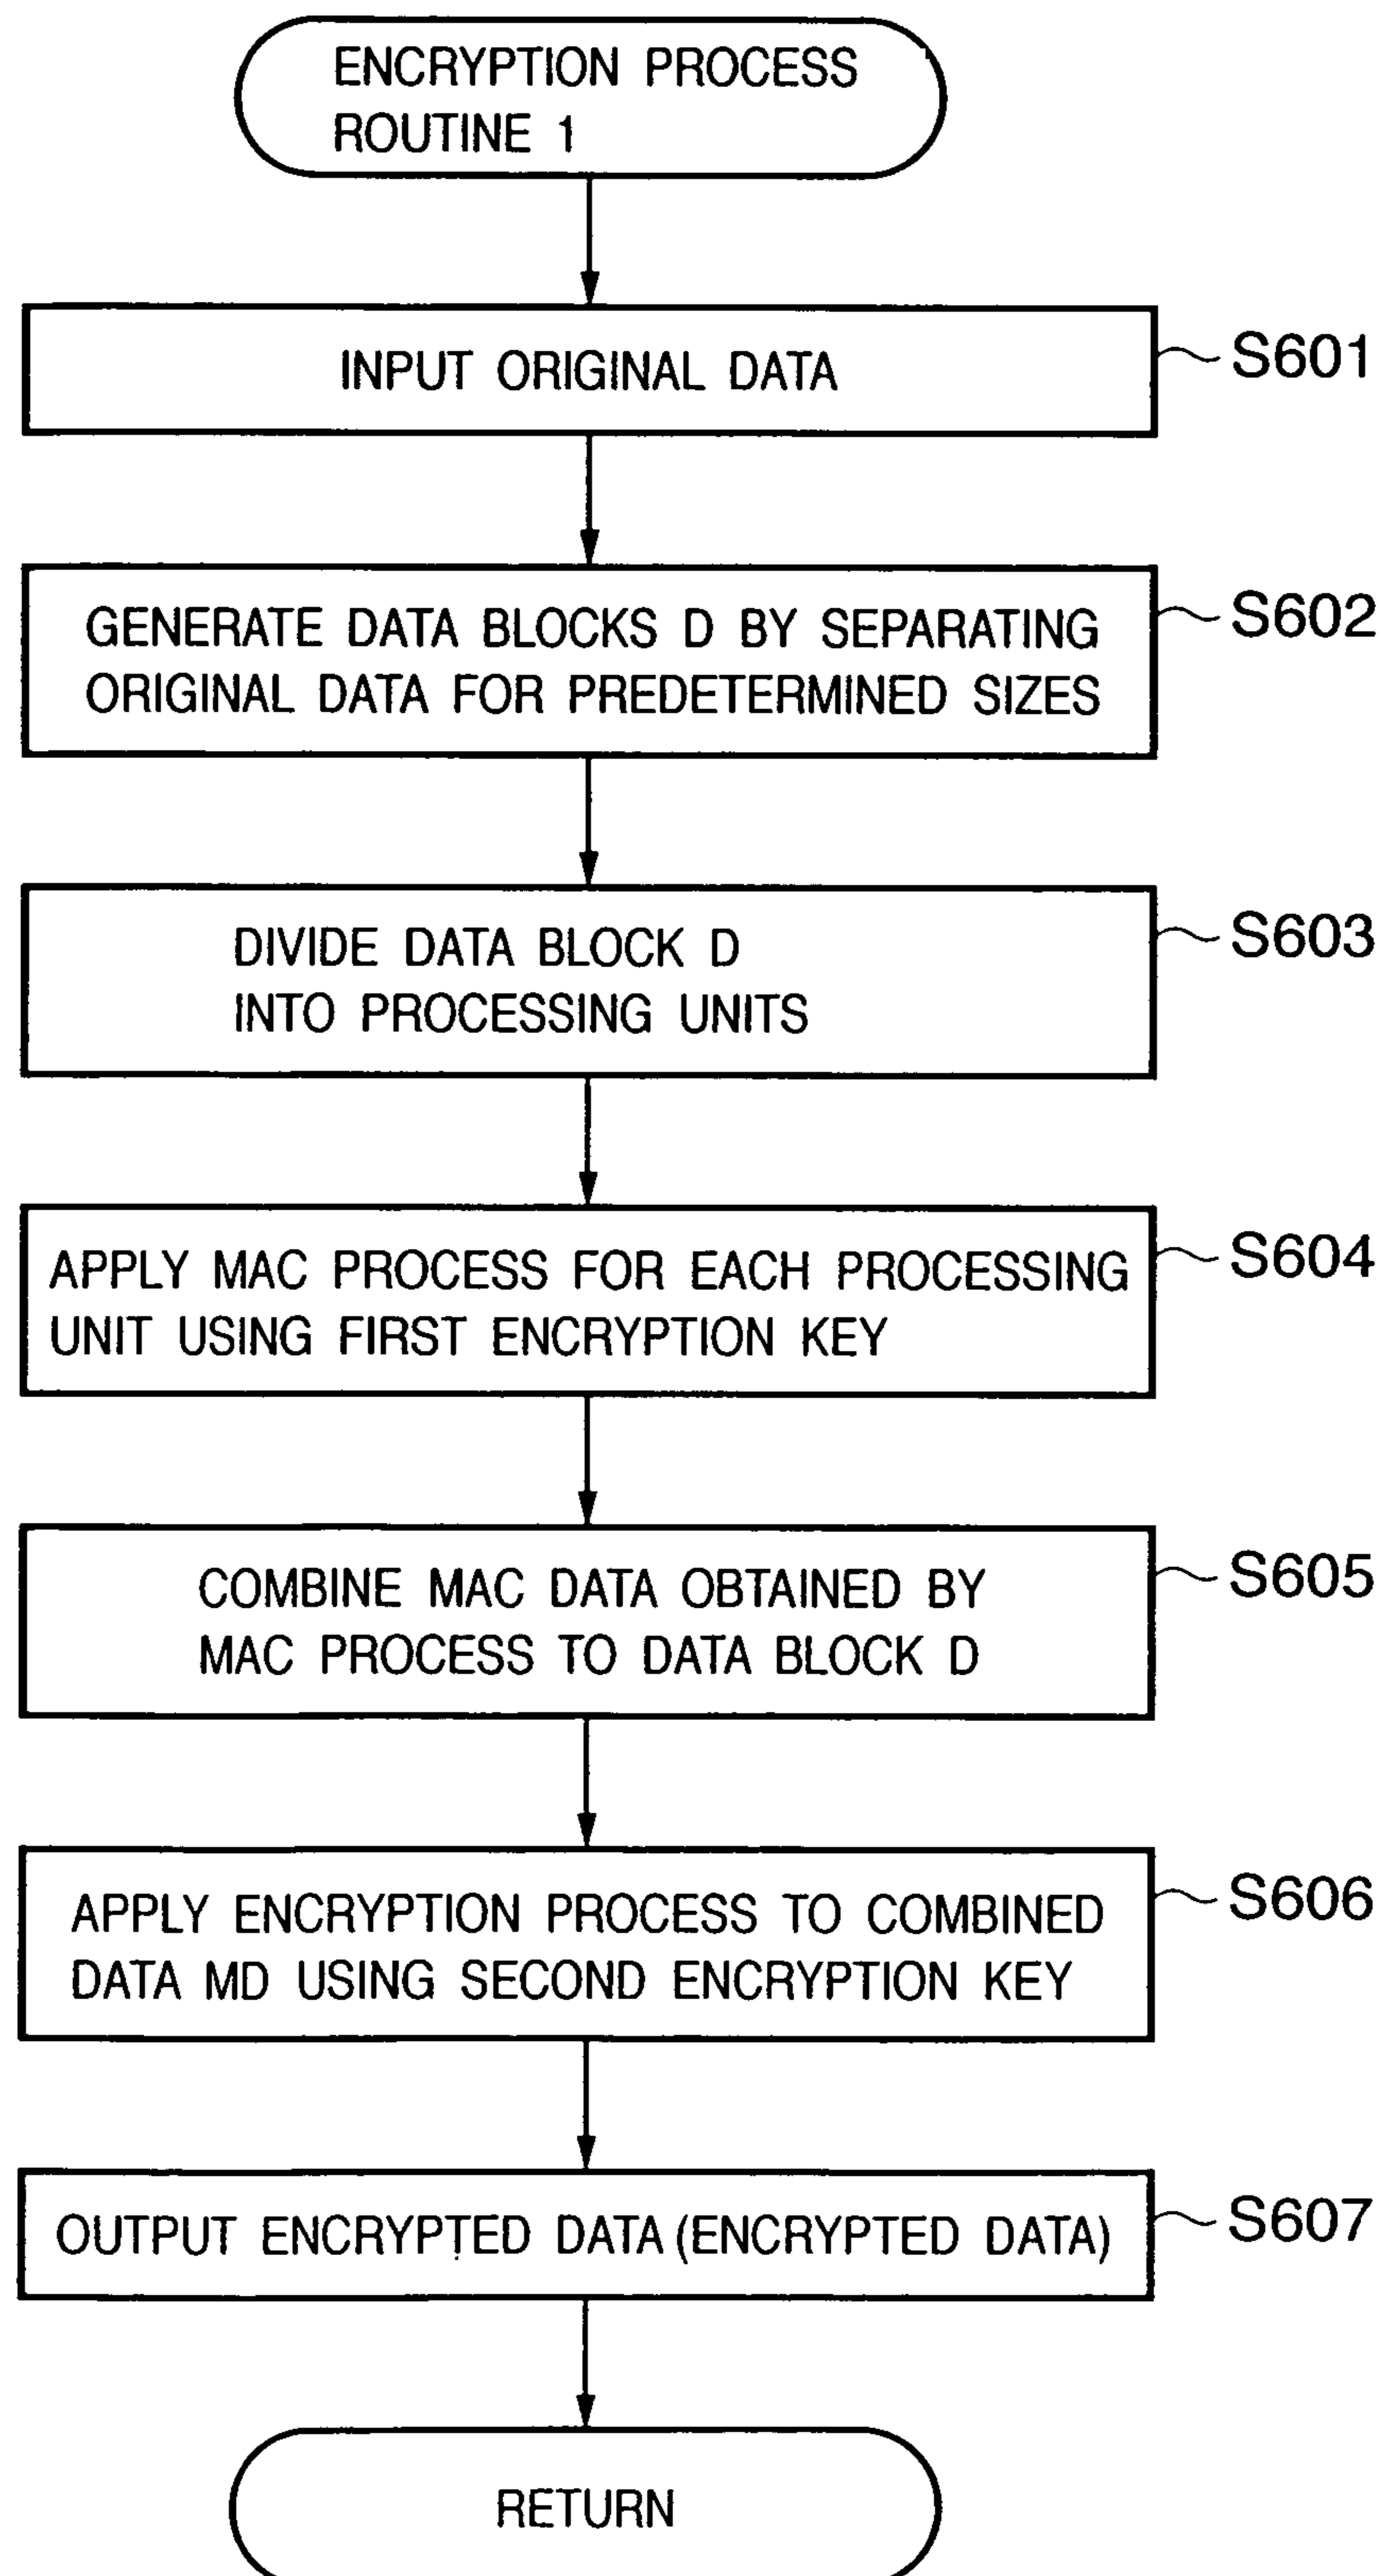 ENCRYPTION PROCESS
ROUTINE 1
INPUT ORIGINAL DATA
S601
GENERATE DATA BLOCKS D BY SEPARATING
ORIGINAL DATA FOR PREDETERMINED SIZES
S602
DIVIDE DATA BLOCK D
INTO PROCESSING UNITS
S603
APPLY MAC PROCESS FOR EACH PROCESSING
UNIT USING FIRST ENCRYPTION KEY
S604
COMBINE MAC DATA OBTAINED BY
MAC PROCESS TO DATA BLOCK D
S605
APPLY ENCRYPTION PROCESS TO COMBINED
DATA MD USING SECOND ENCRYPTION KEY
S606
OUTPUT ENCRYPTED DATA (ENCRYPTED DATA)
S607
RETURN